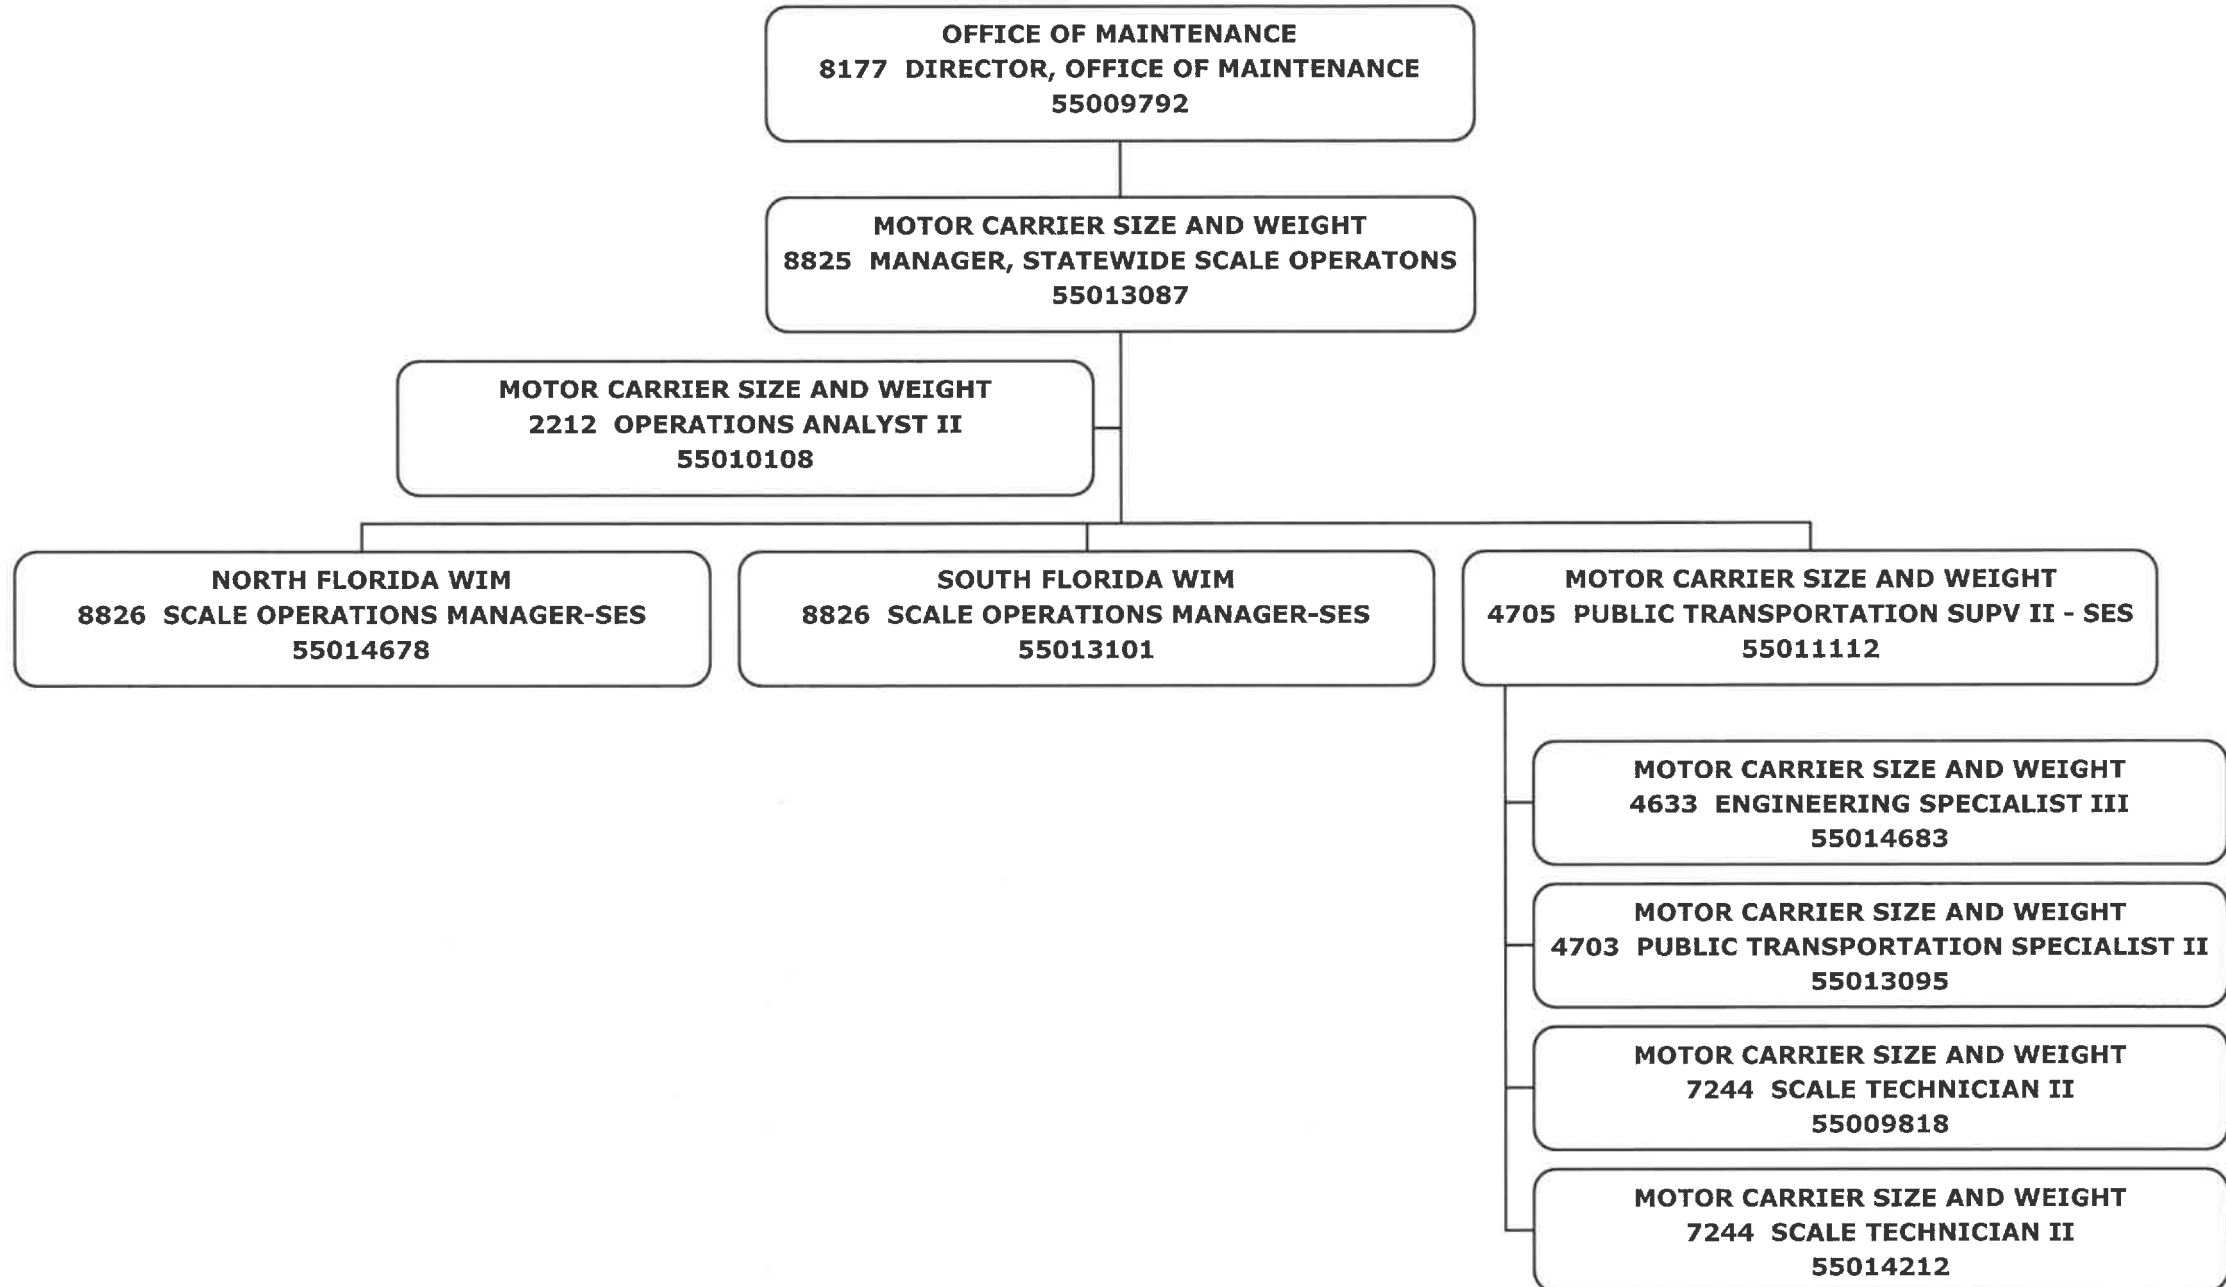 OFFICE OF MAINTENANCE
8177 DIRECTOR, OFFICE OF MAINTENANCE
55009792
MOTOR CARRIER SIZE AND WEIGHT
8825 MANAGER, STATEWIDE SCALE OPERATONS
55013087
MOTOR CARRIER SIZE AND WEIGHT
2212 OPERATIONS ANALYST II
55010108
NORTH FLORIDA WIM
8826 SCALE OPERATIONS MANAGER-SES
55014678
SOUTH FLORIDA WIM
8826 SCALE OPERATIONS MANAGER-SES
55013101
MOTOR CARRIER SIZE AND WEIGHT
4705 PUBLIC TRANSPORTATION SUPV II - SES
55011112
MOTOR CARRIER SIZE AND WEIGHT
4633 ENGINEERING SPECIALIST III
55014683
MOTOR CARRIER SIZE AND WEIGHT
4703 PUBLIC TRANSPORTATION SPECIALIST II
55013095
MOTOR CARRIER SIZE AND WEIGHT
7244 SCALE TECHNICIAN II
55009818
MOTOR CARRIER SIZE AND WEIGHT
7244 SCALE TECHNICIAN II
55014212